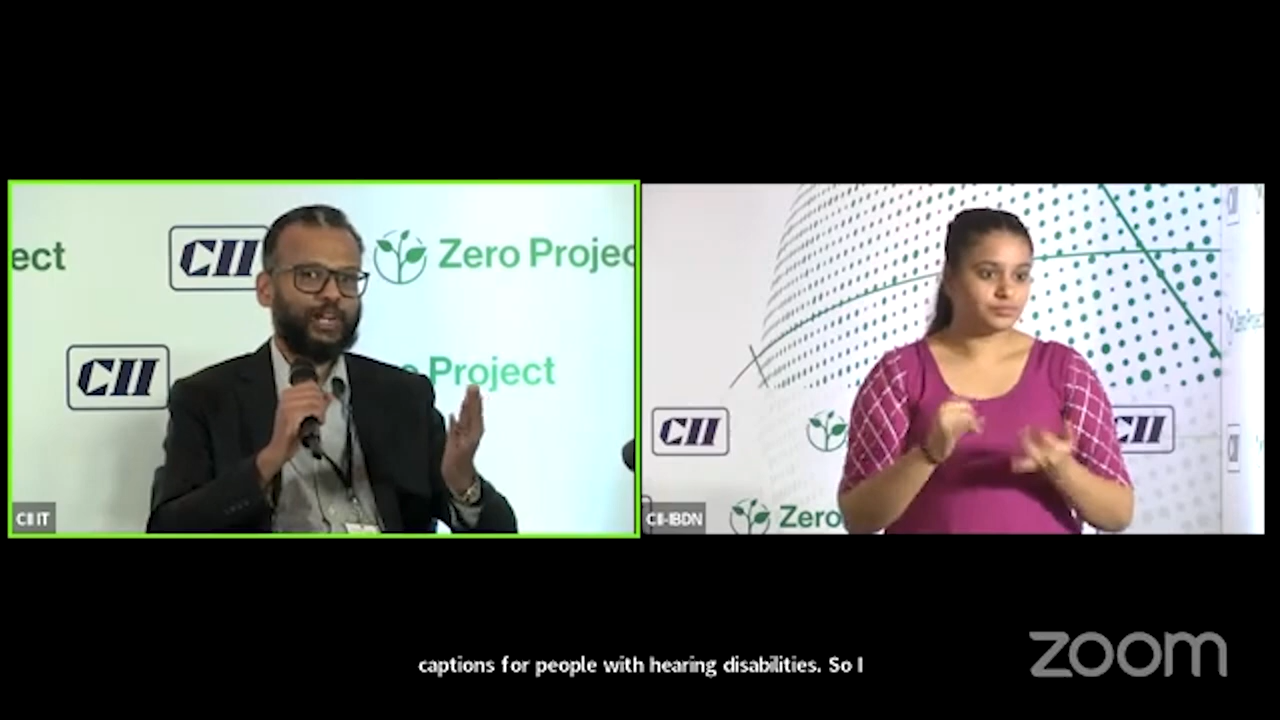 ect
CII
Zero Projec
CII
o Project
CII IT
CII
CII
CII-IBDN
Zero
captions for people with hearing disabilities. So I
zoom